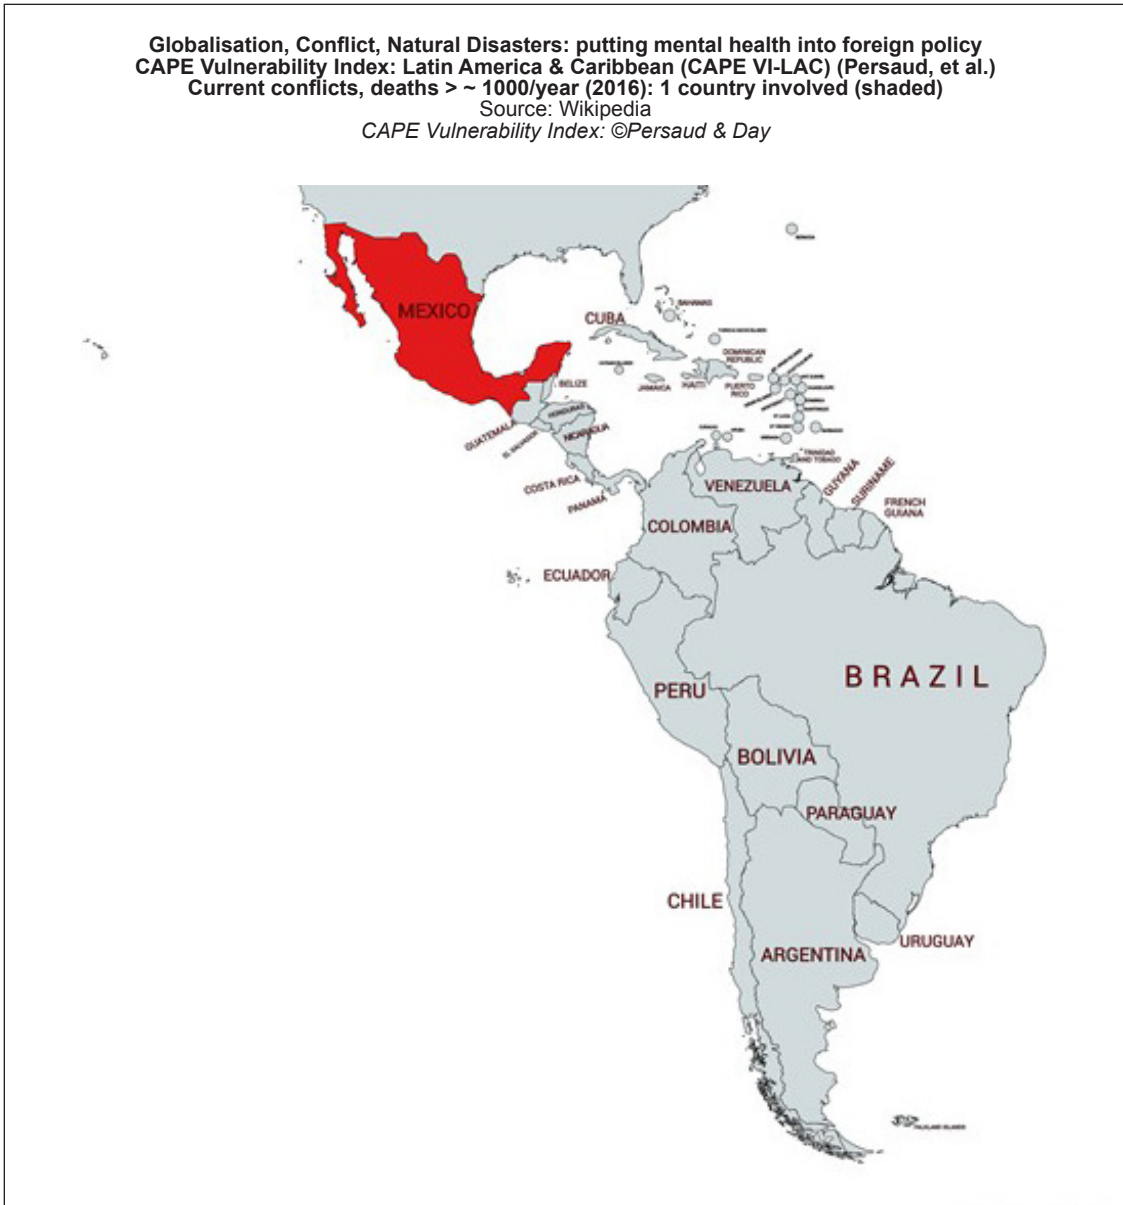 Globalisation, Conflict, Natural Disasters: putting mental health into foreign policy
CAPE Vulnerability Index: Latin America & Caribbean (CAPE VI-LAC) (Persaud, et al.)
Current conflicts, deaths > ~ 1000/year (2016): 1 country involved (shaded)
Source: Wikipedia
CAPE Vulnerability Index: ©Persaud & Day
MEXICO
CUBA
BAHAMAS
DOMINICAN
REPUBLIC
JAMAICA
HAITI
PUERTO
RICO
BELIZE
HONDURAS
GUATEMALA
EL SALVADOR
NICARAGUA
COSTA RICA
PANAMA
TRINIDAD
AND TOBAGO
VENEZUELA
GUYANA
SURINAME
FRENCH
GUIANA
COLOMBIA
ECUADOR
BRAZIL
PERU
BOLIVIA
PARAGUAY
CHILE
ARGENTINA
URUGUAY
FALKLAND ISLANDS